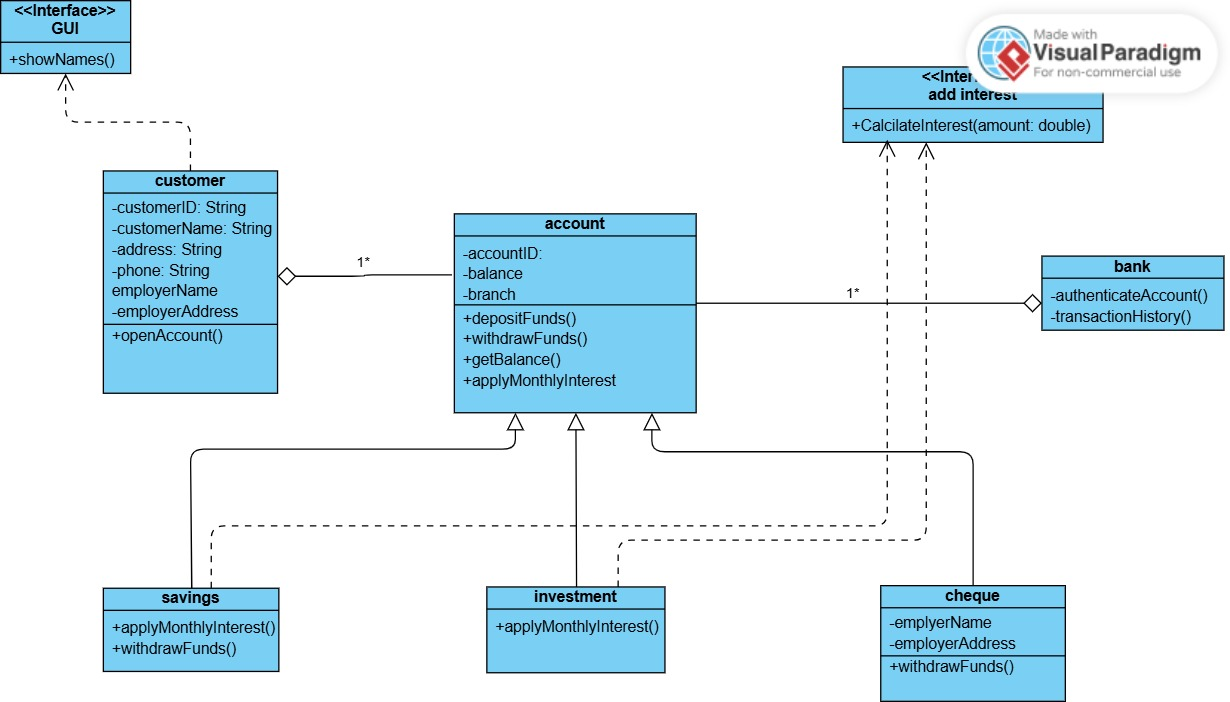 <<Interface>>
GUI
+showNames()
Made with
Visual Paradigm
For non-commercial use
add interest
+CalcilateInterest(amount: double)
customer
-customerID: String
-customerName: String
-address: String
-phone: String
employerName
-employerAddress
+openAccount()
1*
account
-accountID:
-balance
-branch
+depositFunds()
+withdrawFunds()
+getBalance()
+applyMonthlyInterest
1*
bank
-authenticateAccount()
-transactionHistory()
savings
+applyMonthlyInterest()
+withdrawFunds()
investment
+applyMonthlyInterest()
cheque
-emplyerName
-employerAddress
+withdrawFunds()